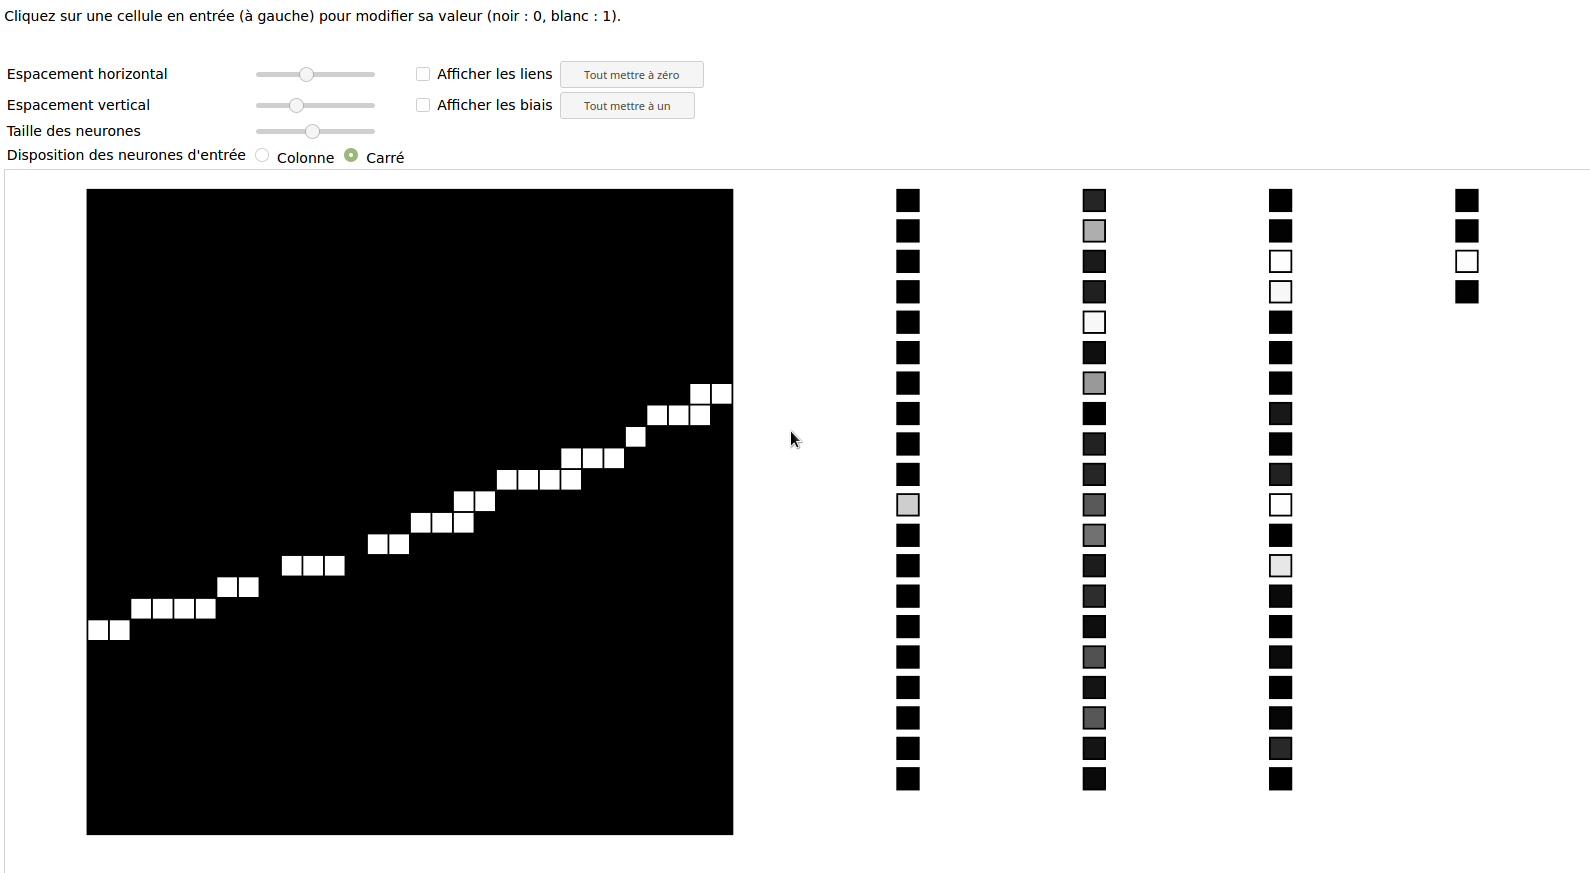 Cliquez sur une cellule en entrée (à gauche) pour modifier sa valeur (noir : 0, blanc : 1).
Espacement horizontal
Afficher les liens
Tout mettre à zéro
Espacement vertical
Afficher les biais
Tout mettre à un
Taille des neurones
Disposition des neurones d'entrée
Colonne
Carré